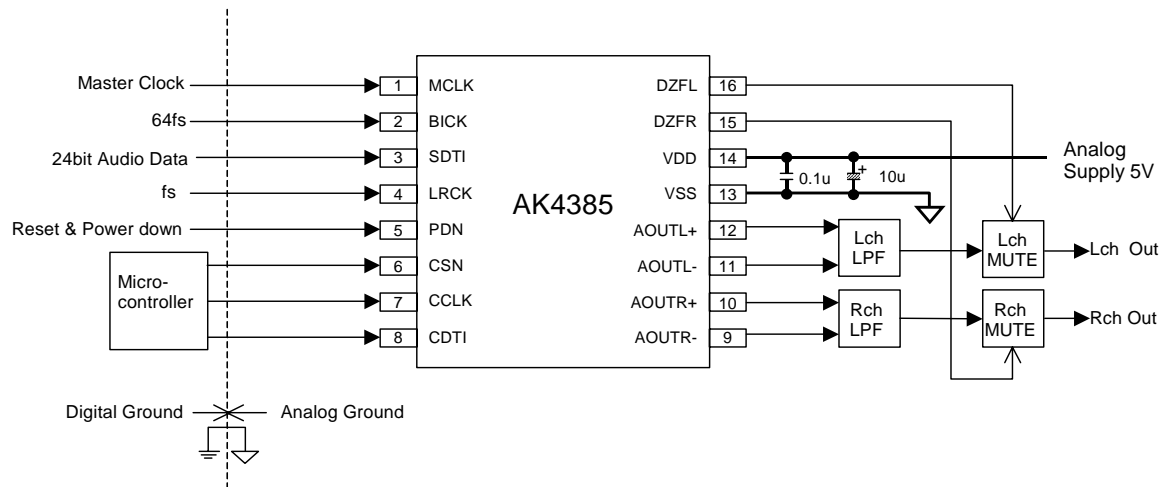 Master Clock
64fs
24bit Audio Data
fs
Reset & Power down
Micro-
controller
1
2
3
4
5
6
7
8
MCLK
BICK
SDTI
LRCK
PDN
CSN
CCLK
CDTI
AK4385
DZFL
DZFR
VDD
VSS
AOUTL+
AOUTL-
AOUTR+
AOUTR-
16
15
14
13
12
11
10
9
0.1u
+
10u
Analog
Supply 5V
Lch
LPF
Lch
MUTE
Lch Out
Rch
LPF
Rch
MUTE
Rch Out
Digital Ground
Analog Ground